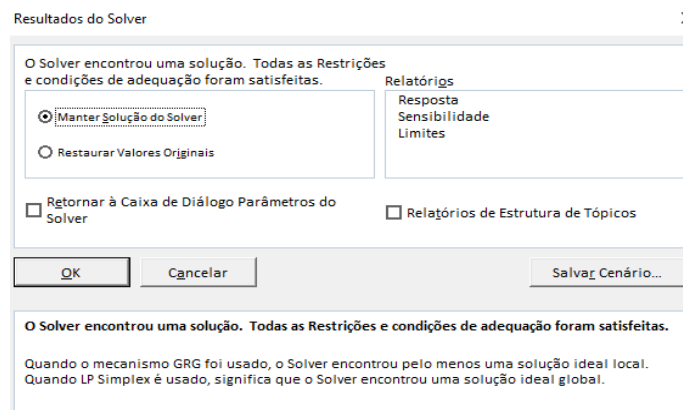 Resultados do Solver
O Solver encontrou uma solução. Todas as Restrições
e condições de adequação foram satisfeitas.
Relatórios
Manter Solução do Solver
Restaurar Valores Originais
Resposta
Sensibilidade
Limites
Retornar à Caixa de Diálogo Parâmetros do
Solver
Relatórios de Estrutura de Tópicos
OK
Cancelar
Salvar Cenário...
O Solver encontrou uma solução. Todas as Restrições e condições de adequação foram satisfeitas.
Quando o mecanismo GRG foi usado, o Solver encontrou pelo menos uma solução ideal local.
Quando LP Simplex é usado, significa que o Solver encontrou uma solução ideal global.